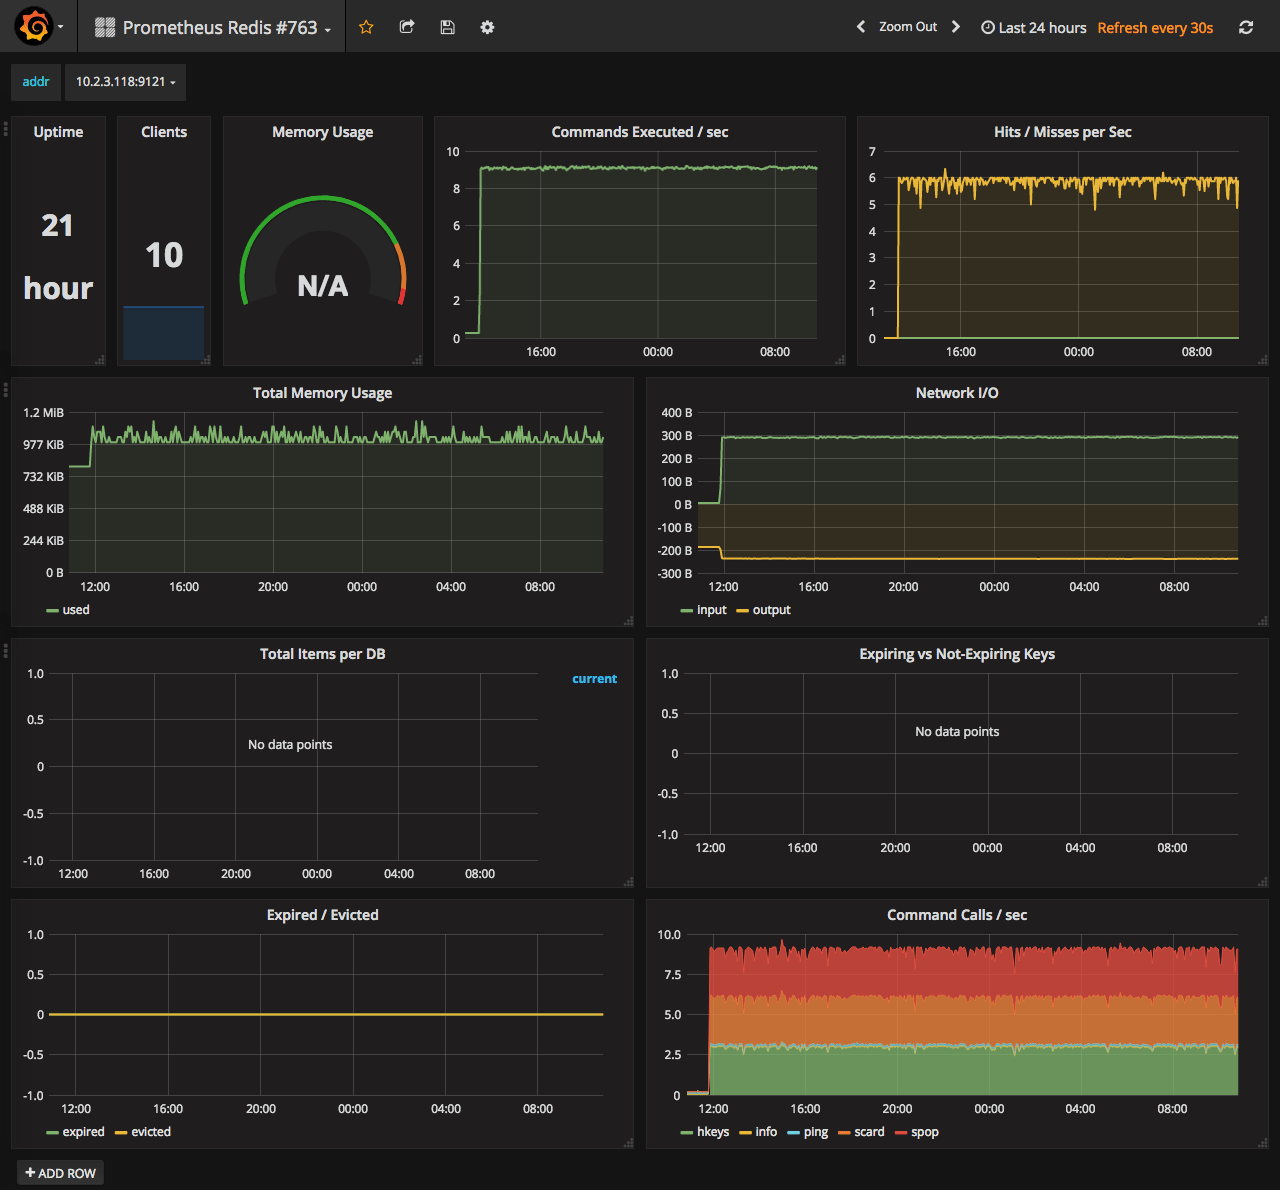 Prometheus Redis #763
Zoom Out
Last 24 hours
Refresh every 30s
addr
10.2.3.118:9121
Uptime
21
hour
Clients
10
Memory Usage
N/A
Commands Executed / sec
10
8
6
4
2
0
16:00 00:00 08:00
Hits / Misses per Sec
7
6
5
4
3
2
1
0
16:00 00:00 08:00
Total Memory Usage
1.2 MiB
977 KiB
732 KiB
488 KiB
244 KiB
0 B
12:00 16:00 20:00 00:00 04:00 08:00
used
Network I/O
400 B
300 B
200 B
100 B
0 B
-100 B
-200 B
-300 B
12:00 16:00 20:00 00:00 04:00 08:00
input output
Total Items per DB
current
1.0
0.5
0
-0.5
-1.0
No data points
12:00 16:00 20:00 00:00 04:00 08:00
Expiring vs Not-Expiring Keys
1.0
0.5
0
-0.5
-1.0
No data points
12:00 16:00 20:00 00:00 04:00 08:00
Expired / Evicted
1.0
0.5
0
-0.5
-1.0
12:00 16:00 20:00 00:00 04:00 08:00
expired evicted
Command Calls / sec
10.0
7.5
5.0
2.5
0
12:00 16:00 20:00 00:00 04:00 08:00
hkeys info ping scard spop
+ ADD ROW